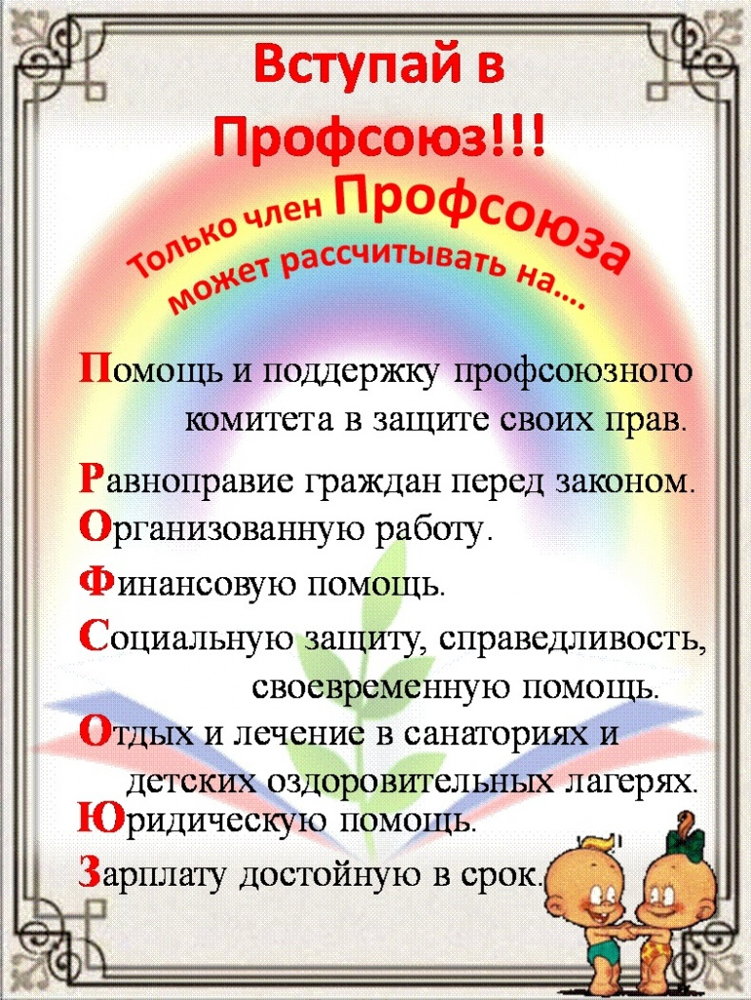 Вступай в
Профсоюз!!!
Только член Профсоюза
может рассчитывать на....
Помощь и поддержку профсоюзного
комитета в защите своих прав.
Равноправие граждан перед законом.
Организованную работу.
Финансовую помощь.
Социальную защиту, справедливость,
своевременную помощь.
Отдых и лечение в санаториях и
детских оздоровительных лагерях.
Юридическую помощь.
Зарплату достойную в срок.